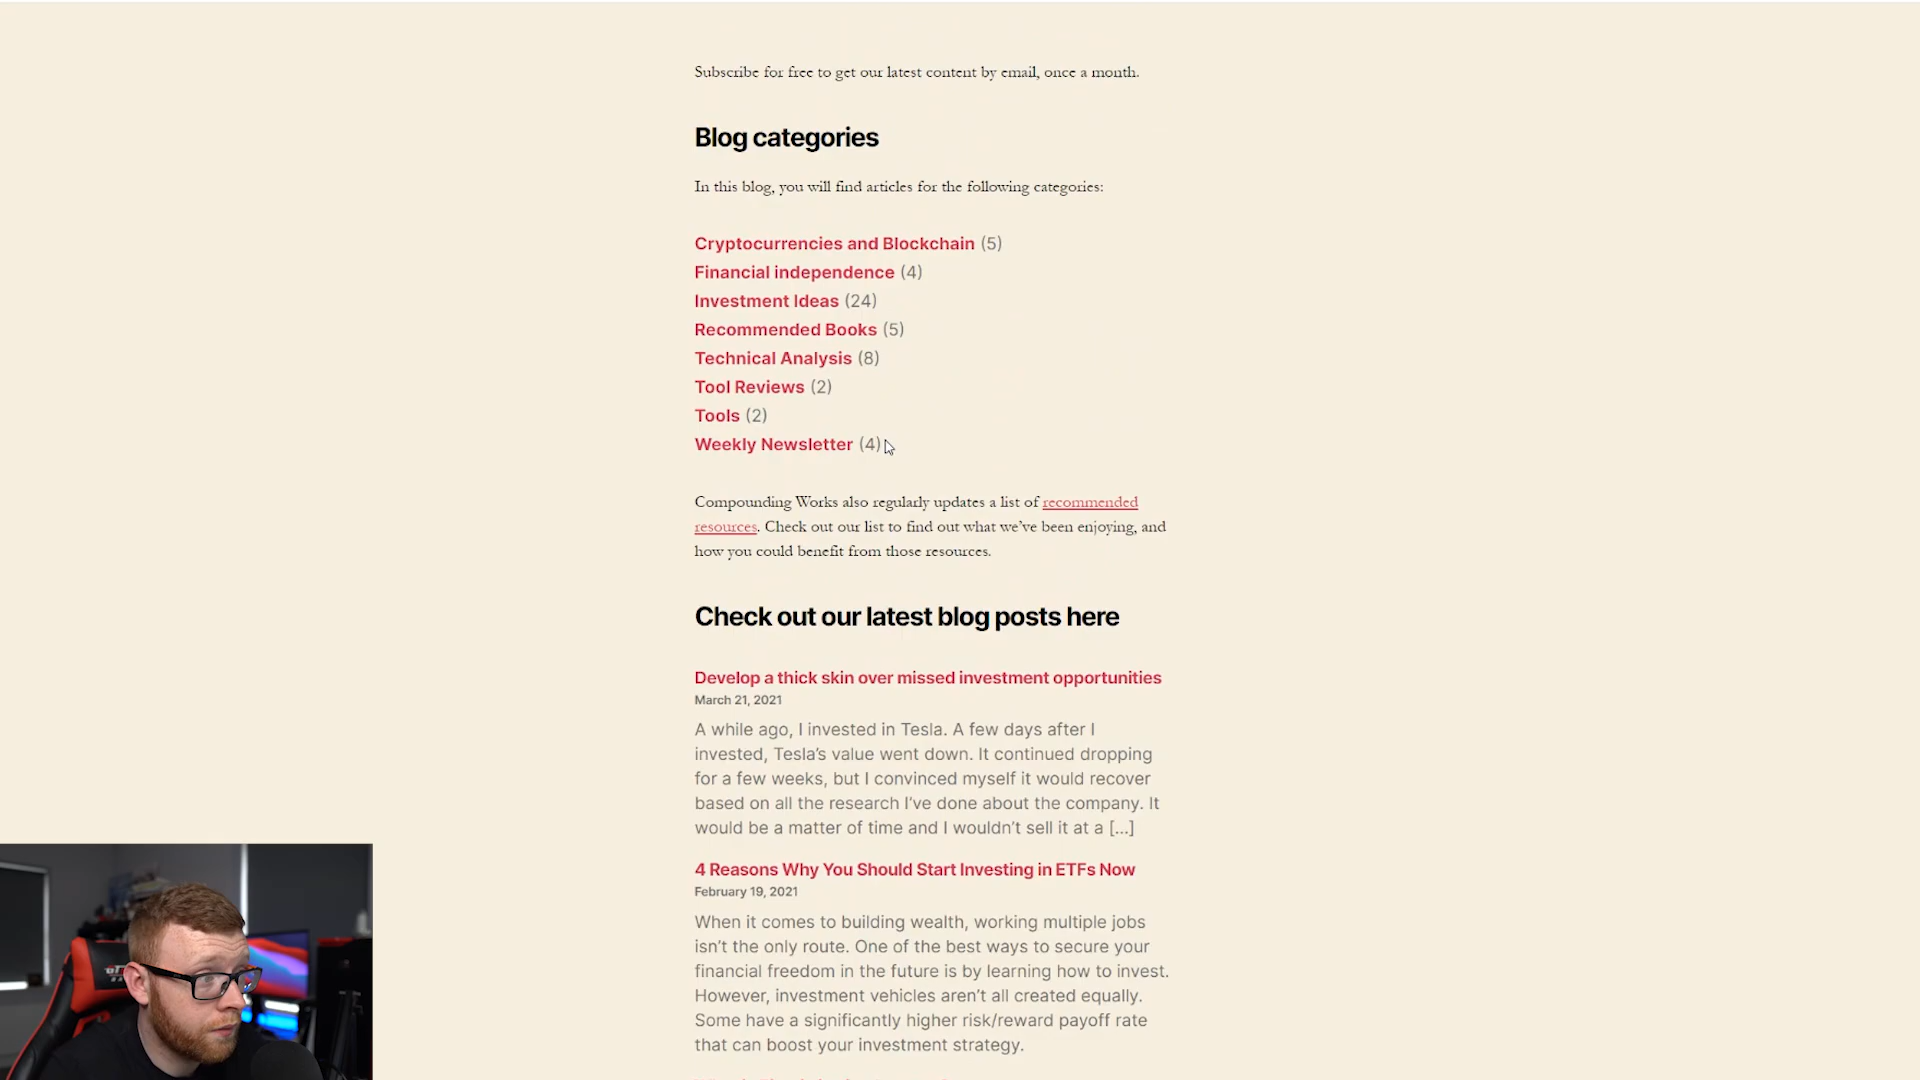 Subscribe for free to get our latest content by email, once a month.
Blog categories
In this blog, you will find articles for the following categories:
Cryptocurrencies and Blockchain (5)
Financial independence (4)
Investment Ideas (24)
Recommended Books (5)
Technical Analysis (8)
Tool Reviews (2)
Tools (2)
Weekly Newsletter (4)
Compounding Works also regularly updates a list of recommended
resources. Check out our list to find out what we’ve been enjoying, and
how you could benefit from those resources.
Check out our latest blog posts here
Develop a thick skin over missed investment opportunities
March 21, 2021
A while ago, I invested in Tesla. A few days after I
invested, Tesla’s value went down. It continued dropping
for a few weeks, but I convinced myself it would recover
based on all the research I’ve done about the company. It
would be a matter of time and I wouldn’t sell it at a […]
4 Reasons Why You Should Start Investing in ETFs Now
February 19, 2021
When it comes to building wealth, working multiple jobs
isn’t the only route. One of the best ways to secure your
financial freedom in the future is by learning how to invest.
However, investment vehicles aren’t all created equally.
Some have a significantly higher risk/reward payoff rate
that can boost your investment strategy.